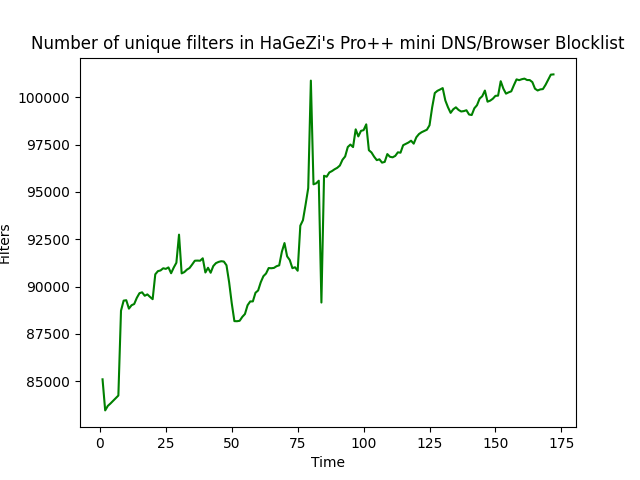 Number of unique filters in HaGeZi's Pro++ mini DNS/Browser Blocklist
100000
97500
95000
92500
90000
87500
85000
Filters
0 25 50 75 100 125 150 175
Time